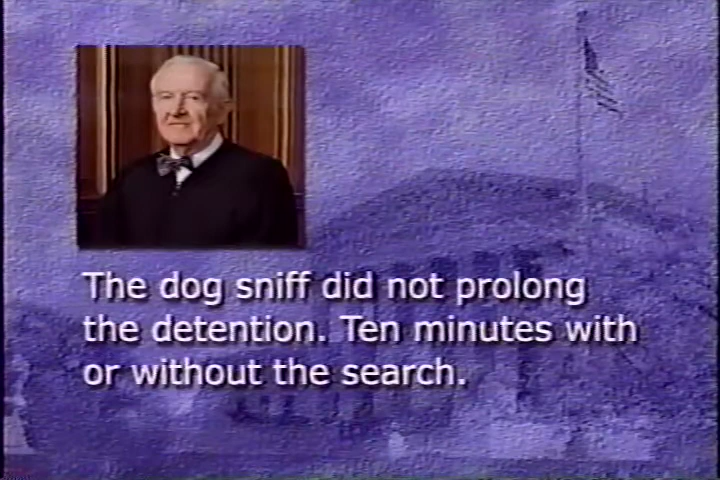 The dog sniff did not prolong
the detention. Ten minutes with
or without the search.